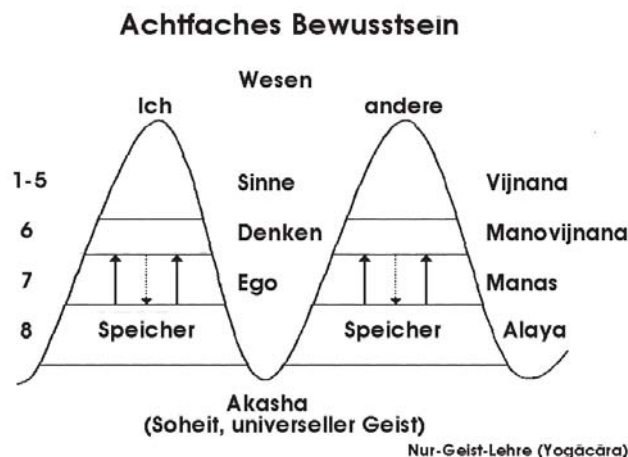 Achtfaches Bewusstsein
Wesen
Ich andere
1-5 Sinne Vijnana
6 Denken Manovijnana
7 Ego Manas
8 Speicher Speicher Alaya
Akasha
(Soheit, universeller Geist)
Nur-Geist-Lehre (Yogācāra)